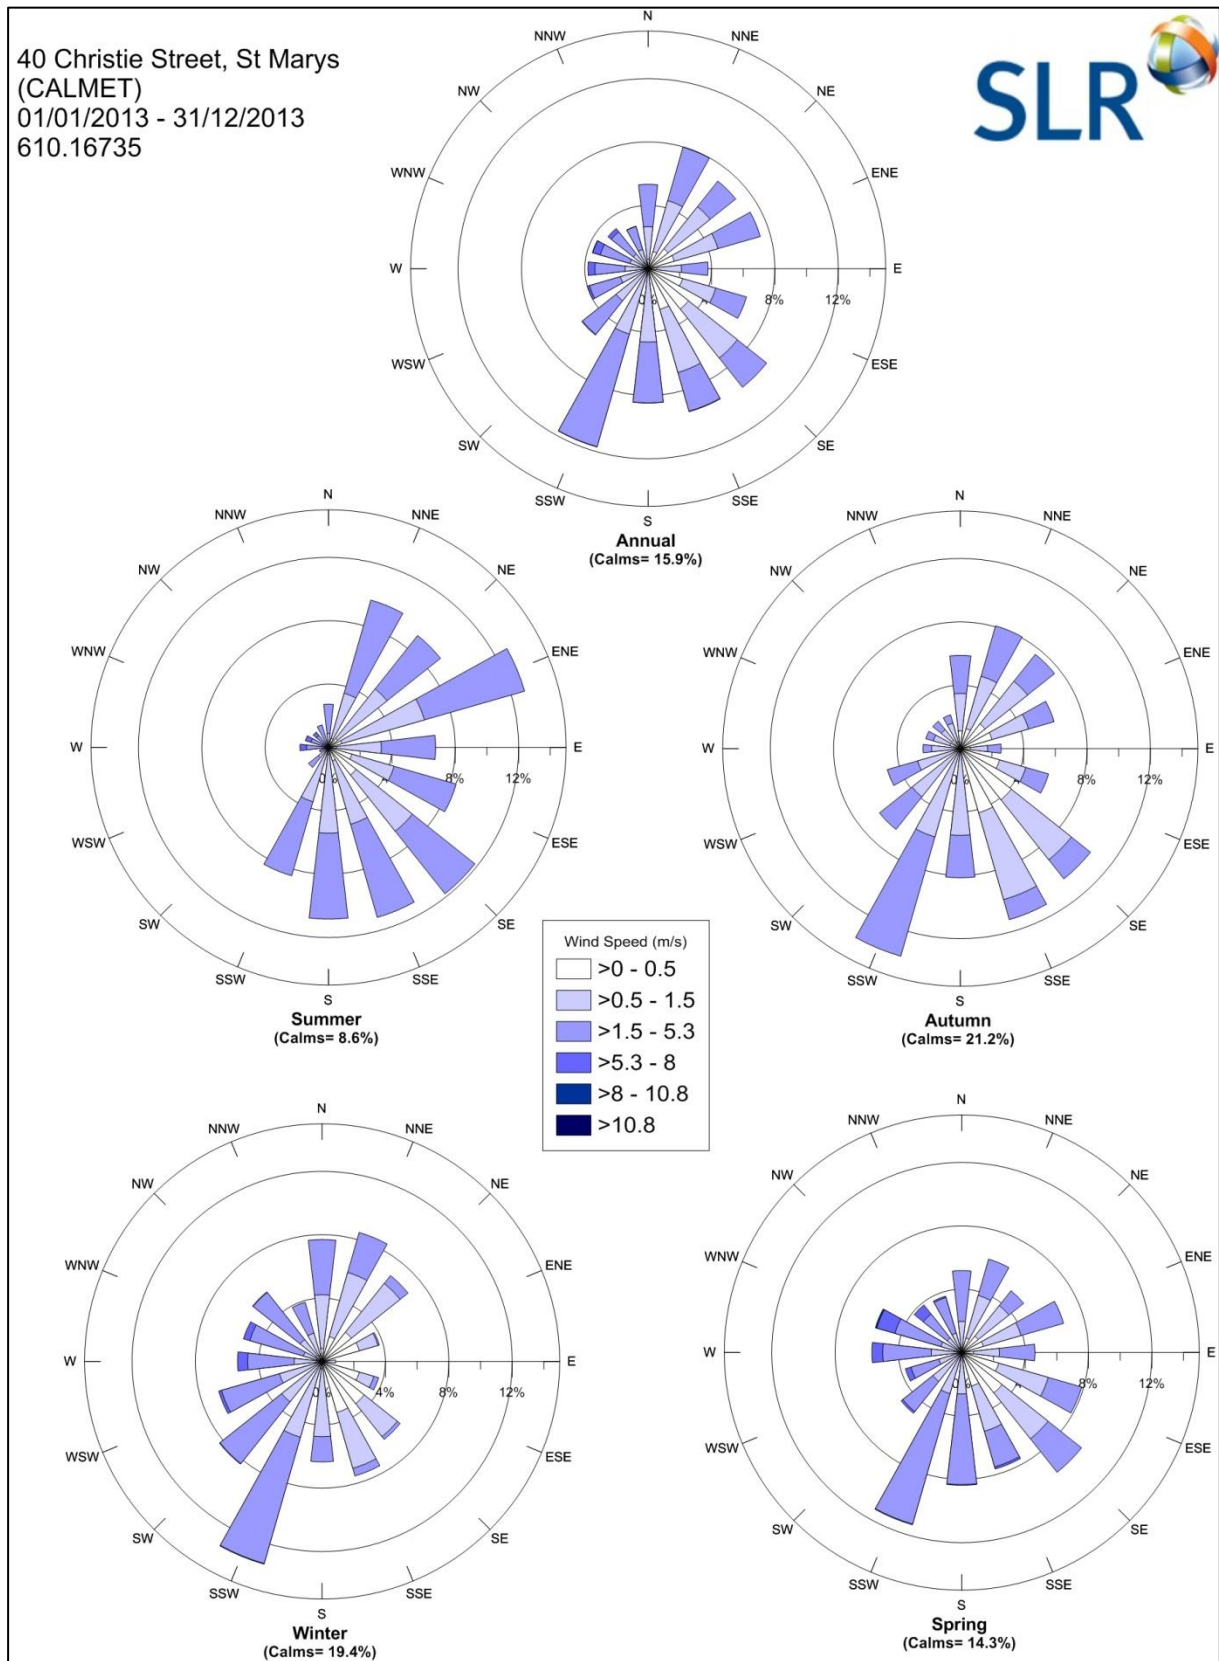 40 Christie Street, St Marys
(CALMET)
01/01/2013 - 31/12/2013
610.16735
SLR
N
NNE
NE
ENE
E
ESE
SE
SSE
S
SSW
SW
WSW
W
WNW
NW
NNW
8%
12%
Annual
(Calms= 15.9%)
N
NNE
NE
ENE
E
ESE
SE
SSE
S
SSW
SW
WSW
W
WNW
NW
NNW
8%
12%
Summer
(Calms= 8.6%)
N
NNE
NE
ENE
E
ESE
SE
SSE
S
SSW
SW
WSW
W
WNW
NW
NNW
8%
12%
Autumn
(Calms= 21.2%)
Wind Speed (m/s)
>0 - 0.5
>0.5 - 1.5
>1.5 - 5.3
>5.3 - 8
>8 - 10.8
>10.8
N
NNE
NE
ENE
E
ESE
SE
SSE
S
SSW
SW
WSW
W
WNW
NW
NNW
4%
8%
12%
Winter
(Calms= 19.4%)
N
NNE
NE
ENE
E
ESE
SE
SSE
S
SSW
SW
WSW
W
WNW
NW
NNW
8%
12%
Spring
(Calms= 14.3%)